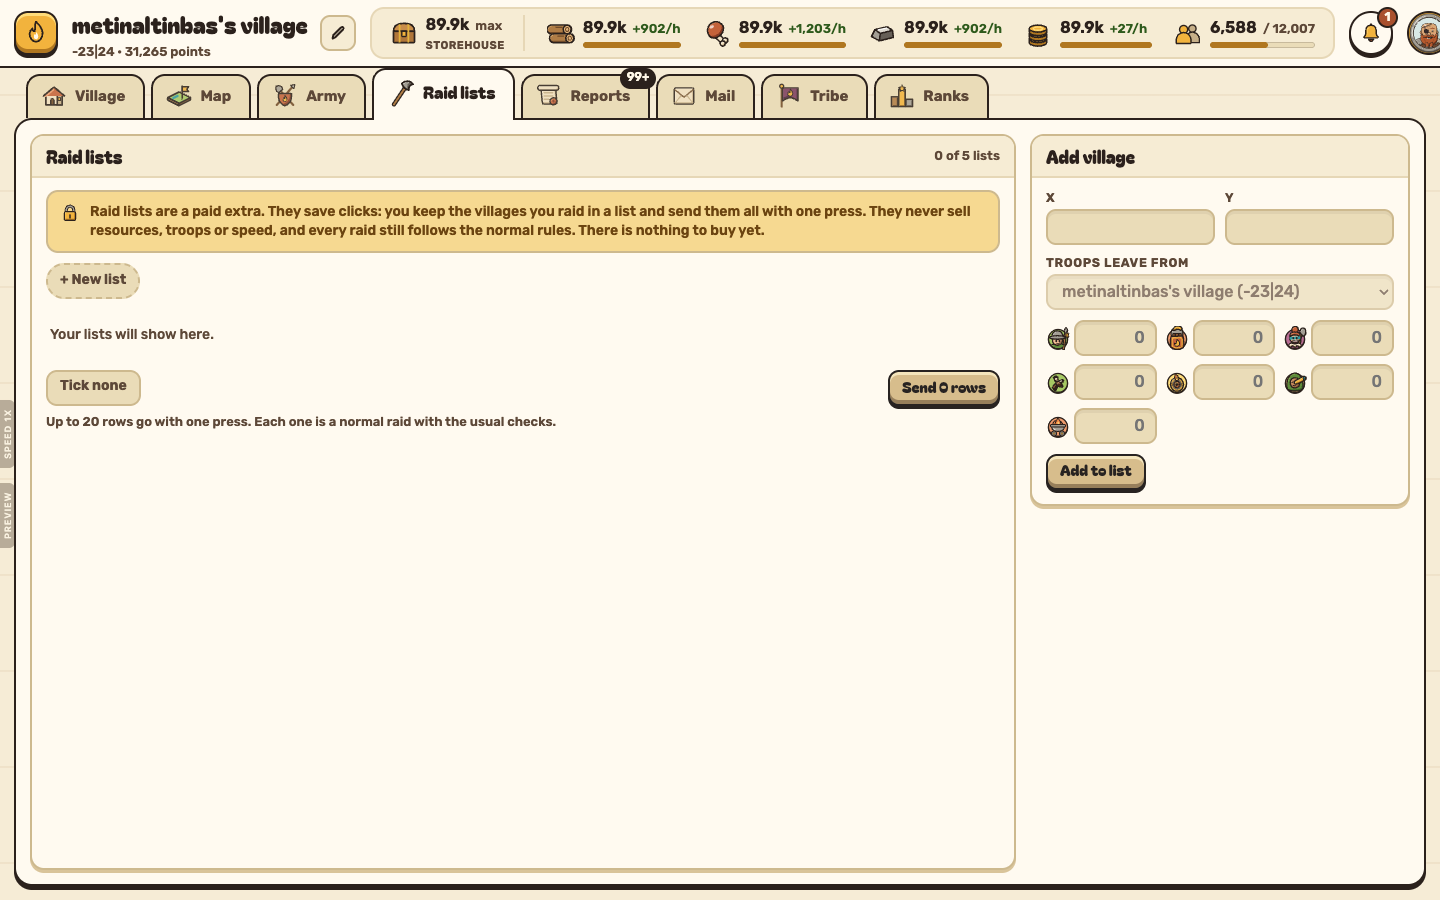 metinaltinbas's village
-23|24 • 31,265 points
89.9k max
STOREHOUSE
89.9k +902/h
89.9k +1,203/h
89.9k +902/h
89.9k +27/h
6,588 / 12,007
1
Village
Map
Army
Raid lists
Reports
99+
Mail
Tribe
Ranks
Raid lists
0 of 5 lists
Raid lists are a paid extra. They save clicks: you keep the villages you raid in a list and send them all with one press. They never sell
resources, troops or speed, and every raid still follows the normal rules. There is nothing to buy yet.
+ New list
Your lists will show here.
Tick none
Send 0 rows
Up to 20 rows go with one press. Each one is a normal raid with the usual checks.
Add village
X
Y
TROOPS LEAVE FROM
metinaltinbas's village (-23|24)
0
0
0
0
0
0
0
Add to list
SPEED 1X
PREVIEW